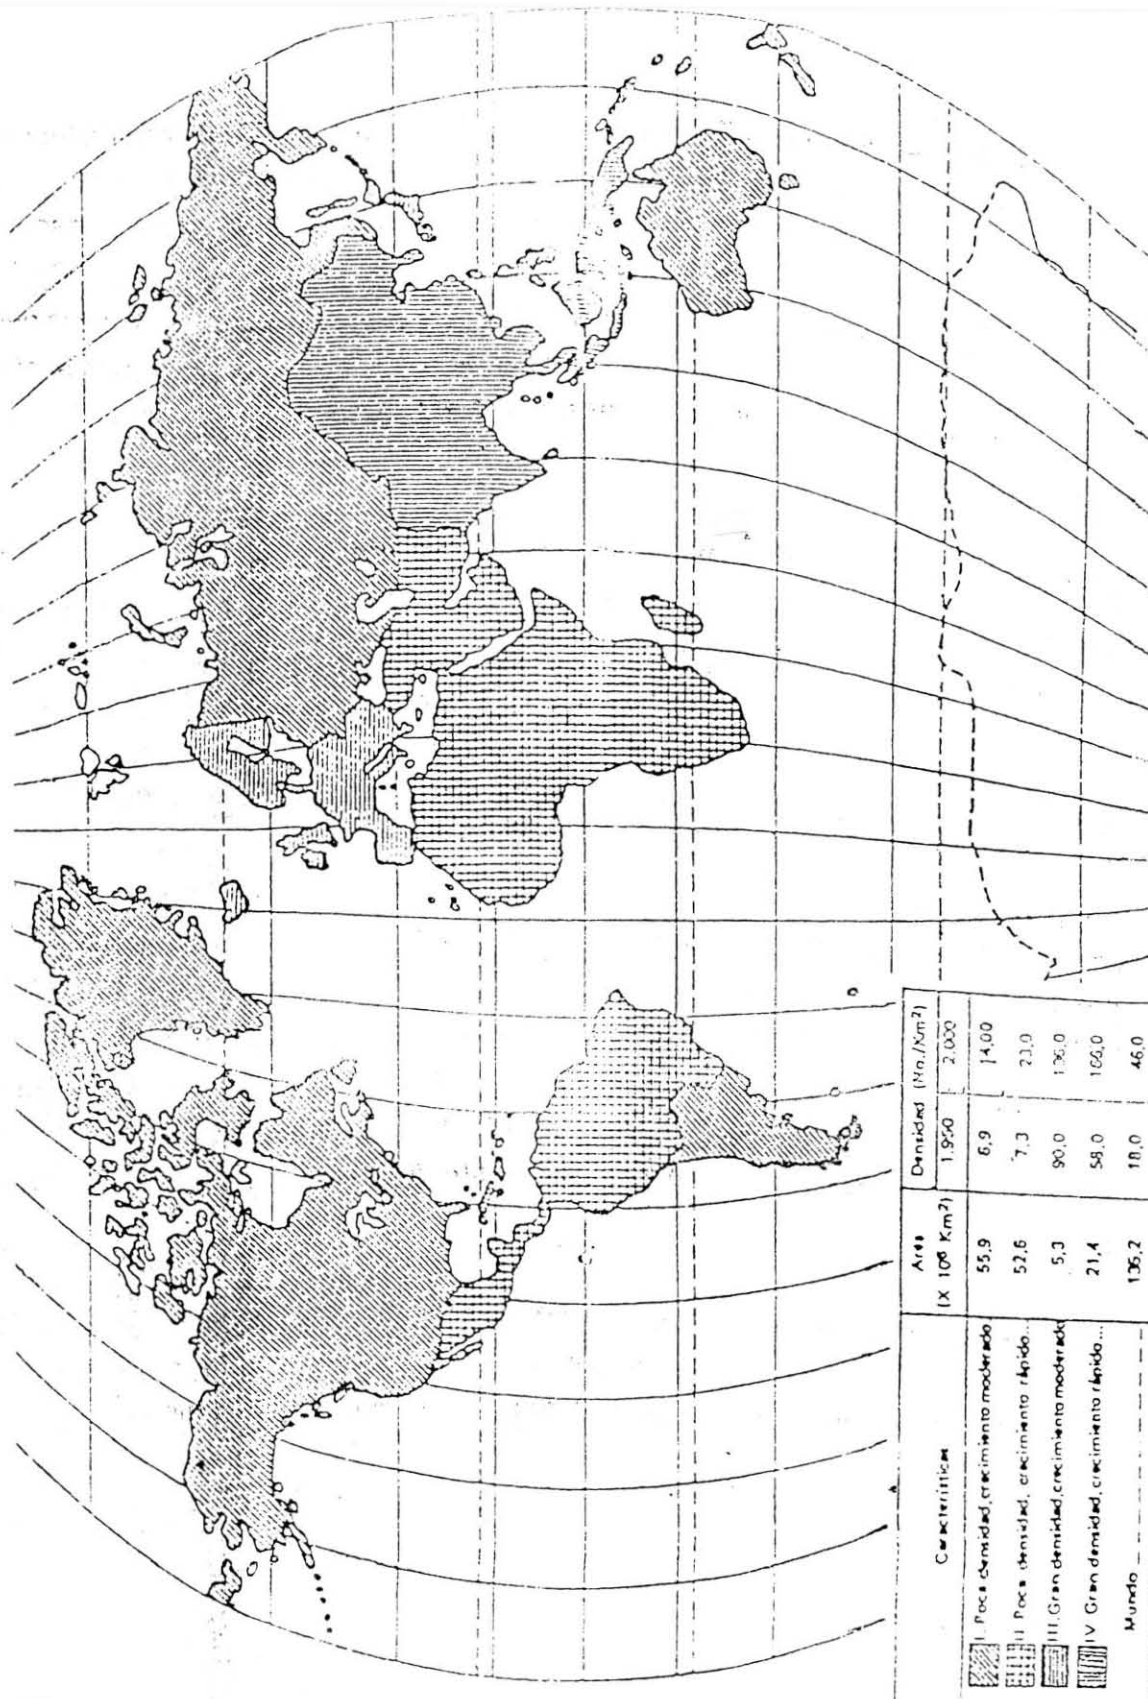 Características Area Densidad (No./Km²)
(X 10⁶ Km²) 1.950 2.000
I. Poca densidad, crecimiento moderado 55,9 6,9 14,00
II Poca densidad, crecimiento rápido... 52,6 7,3 23,0
III. Gran densidad, crecimiento moderado 5,3 90,0 136,0
IV Gran densidad, crecimiento rápido.... 21,4 58,0 166,0
Mundo 136,2 18,0 46,0